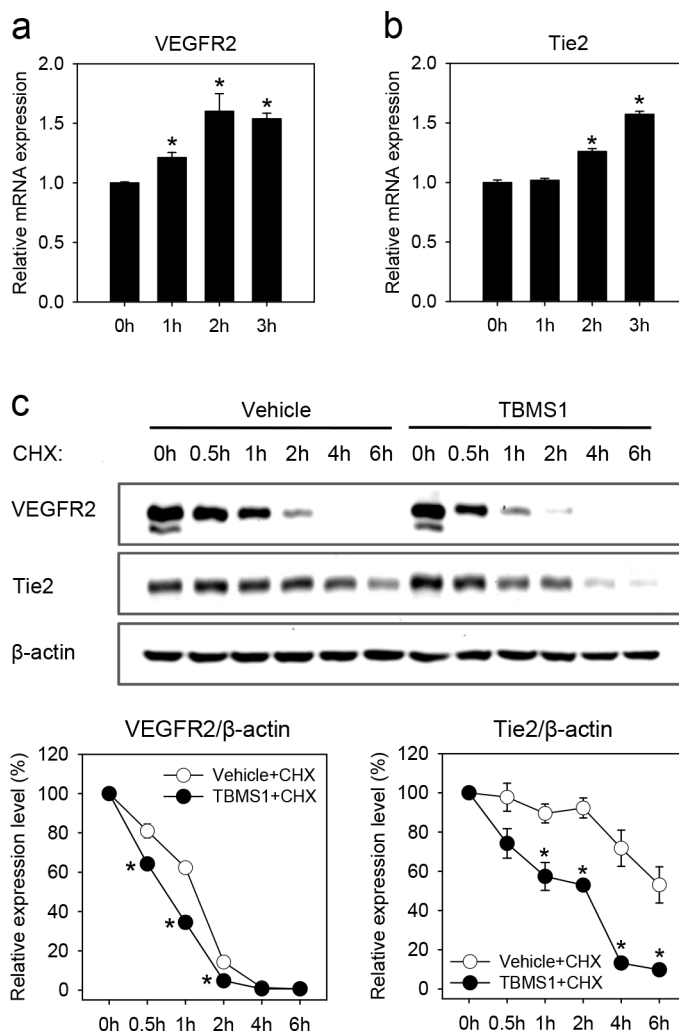 a
VEGFR2
Relative mRNA expression
2.0
1.5
1.0
0.5
0.0
*
*
*
0h 1h 2h 3h
b
Tie2
Relative mRNA expression
2.0
1.5
1.0
0.5
0.0
*
*
0h 1h 2h 3h
c
Vehicle TBMS1
CHX: 0h 0.5h 1h 2h 4h 6h 0h 0.5h 1h 2h 4h 6h
VEGFR2
Tie2
β-actin
VEGFR2/β-actin
Relative expression level (%)
120
100
80
60
40
20
0
Vehicle+CHX
TBMS1+CHX
*
*
*
0h 0.5h 1h 2h 4h 6h
Tie2/β-actin
Relative expression level (%)
120
100
80
60
40
20
0
*
*
*
*
Vehicle+CHX
TBMS1+CHX
0h 0.5h 1h 2h 4h 6h